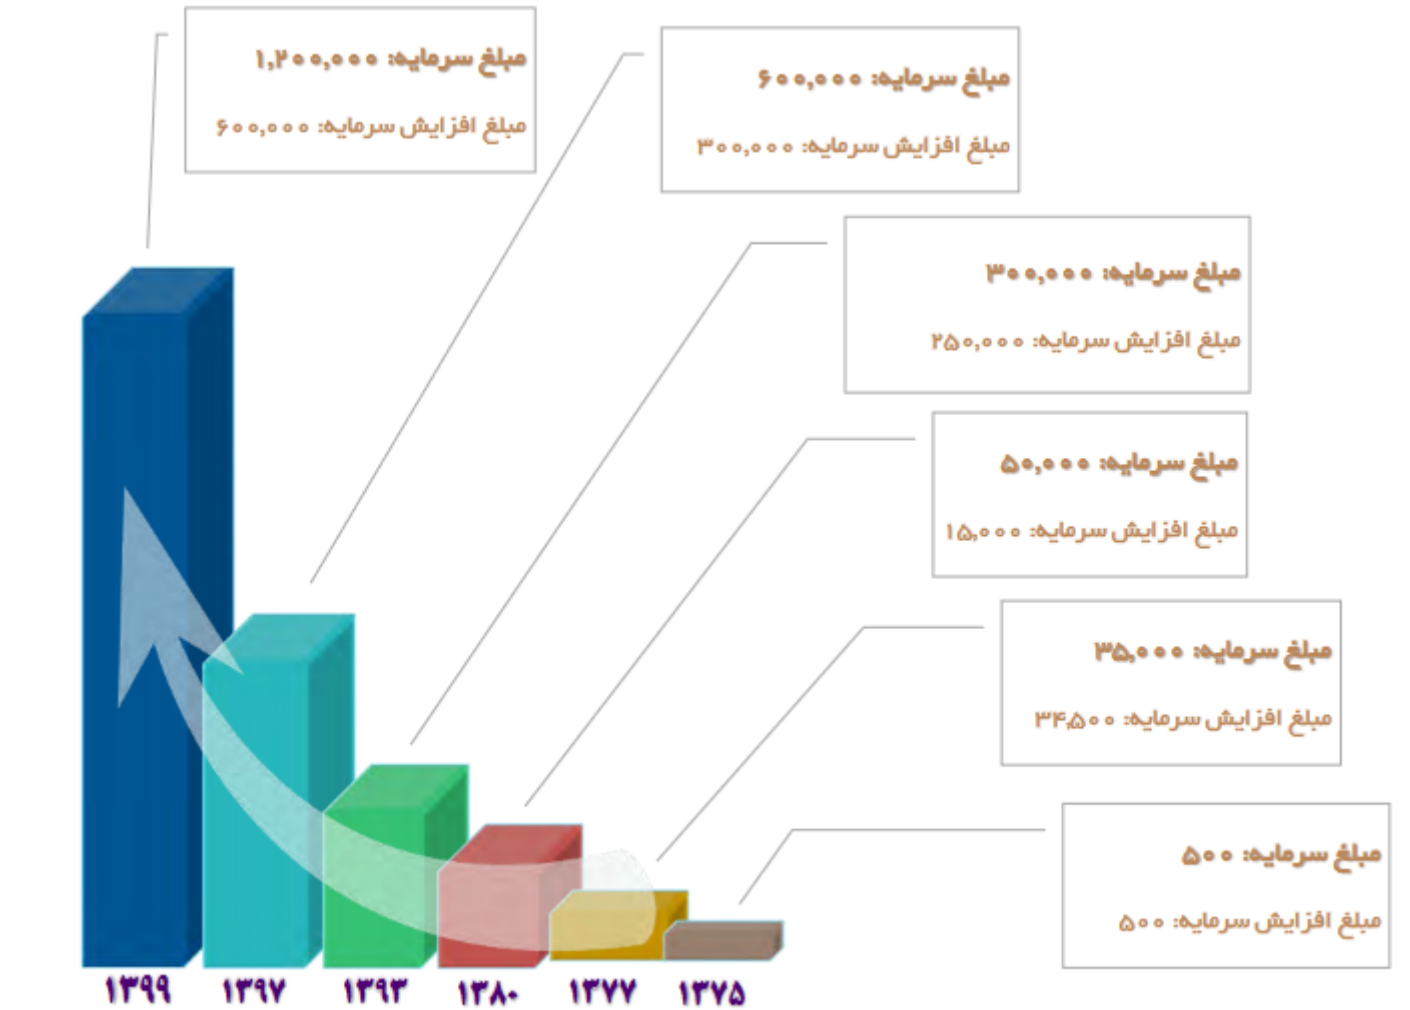 مبلغ سرمایه: ۱,۲۰۰,۰۰۰
مبلغ افزایش سرمایه: ۶۰۰,۰۰۰
مبلغ سرمایه: ۶۰۰,۰۰۰
مبلغ افزایش سرمایه: ۳۰۰,۰۰۰
مبلغ سرمایه: ۳۰۰,۰۰۰
مبلغ افزایش سرمایه: ۲۵۰,۰۰۰
مبلغ سرمایه: ۵۰,۰۰۰
مبلغ افزایش سرمایه: ۱۵,۰۰۰
مبلغ سرمایه: ۳۵,۰۰۰
مبلغ افزایش سرمایه: ۳۴,۵۰۰
مبلغ سرمایه: ۵۰۰
مبلغ افزایش سرمایه: ۵۰۰
۱۳۷۵
۱۳۷۷
۱۳۸۰
۱۳۹۳
۱۳۹۷
۱۳۹۹